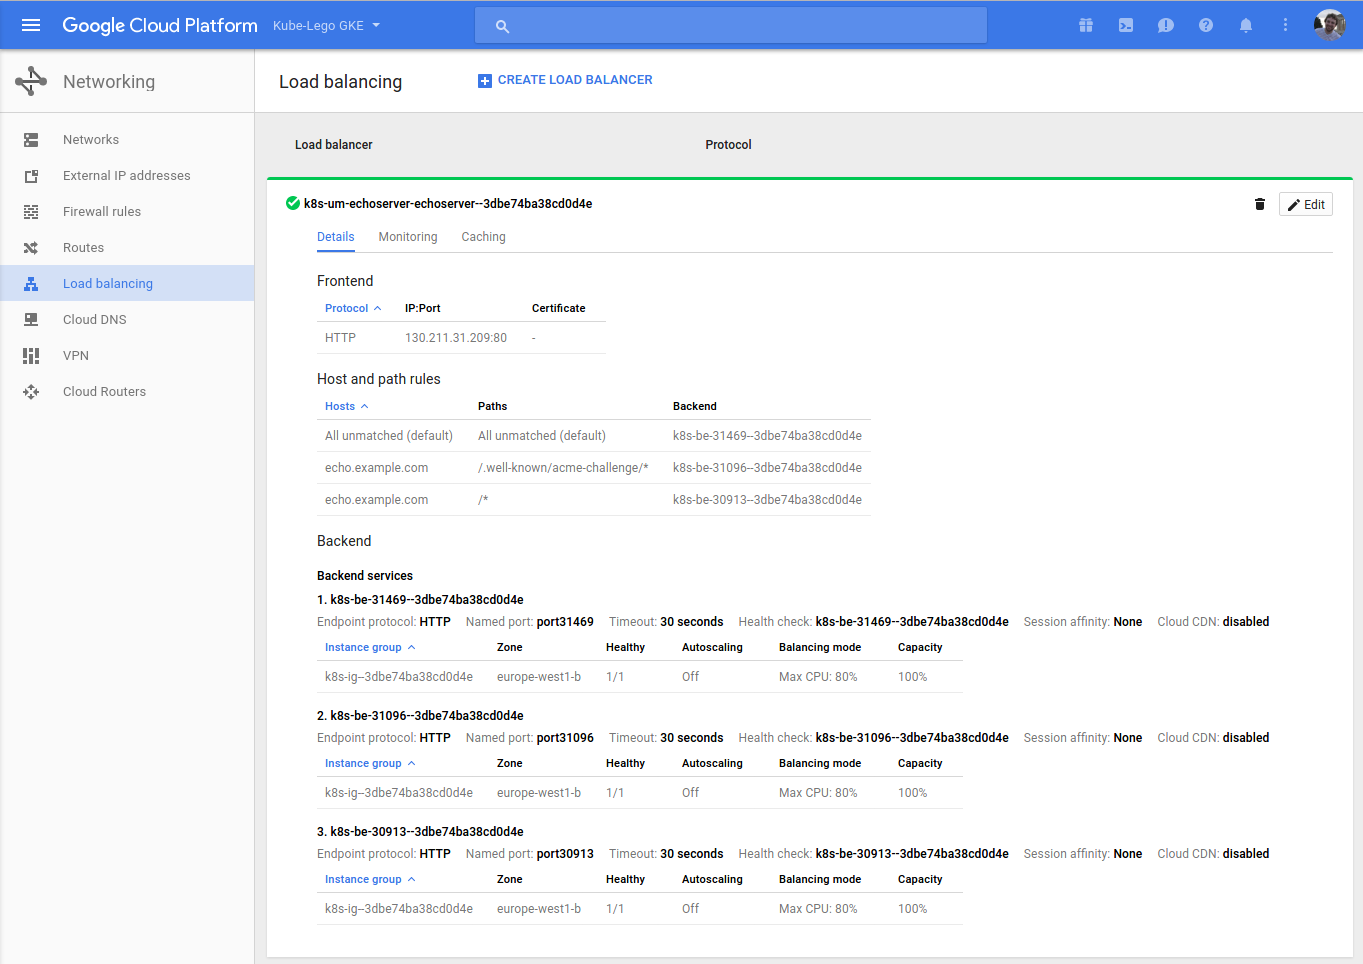 Google Cloud Platform Kube-Lego GKE
Networking
Load balancing CREATE LOAD BALANCER
Networks
External IP addresses
Firewall rules
Routes
Load balancing
Cloud DNS
VPN
Cloud Routers
Load balancer Protocol
k8s-um-echoserver-echoserver--3dbe74ba38cd0d4e Edit
Details Monitoring Caching
Frontend
Protocol IP:Port Certificate
HTTP 130.211.31.209:80 -
Host and path rules
Hosts Paths Backend
All unmatched (default) All unmatched (default) k8s-be-31469--3dbe74ba38cd0d4e
echo.example.com /.well-known/acme-challenge/* k8s-be-31096--3dbe74ba38cd0d4e
echo.example.com /* k8s-be-30913--3dbe74ba38cd0d4e
Backend
Backend services
1. k8s-be-31469--3dbe74ba38cd0d4e
Endpoint protocol: HTTP Named port: port31469 Timeout: 30 seconds Health check: k8s-be-31469--3dbe74ba38cd0d4e Session affinity: None Cloud CDN: disabled
Instance group Zone Healthy Autoscaling Balancing mode Capacity
k8s-ig--3dbe74ba38cd0d4e europe-west1-b 1/1 Off Max CPU: 80% 100%
2. k8s-be-31096--3dbe74ba38cd0d4e
Endpoint protocol: HTTP Named port: port31096 Timeout: 30 seconds Health check: k8s-be-31096--3dbe74ba38cd0d4e Session affinity: None Cloud CDN: disabled
Instance group Zone Healthy Autoscaling Balancing mode Capacity
k8s-ig--3dbe74ba38cd0d4e europe-west1-b 1/1 Off Max CPU: 80% 100%
3. k8s-be-30913--3dbe74ba38cd0d4e
Endpoint protocol: HTTP Named port: port30913 Timeout: 30 seconds Health check: k8s-be-30913--3dbe74ba38cd0d4e Session affinity: None Cloud CDN: disabled
Instance group Zone Healthy Autoscaling Balancing mode Capacity
k8s-ig--3dbe74ba38cd0d4e europe-west1-b 1/1 Off Max CPU: 80% 100%